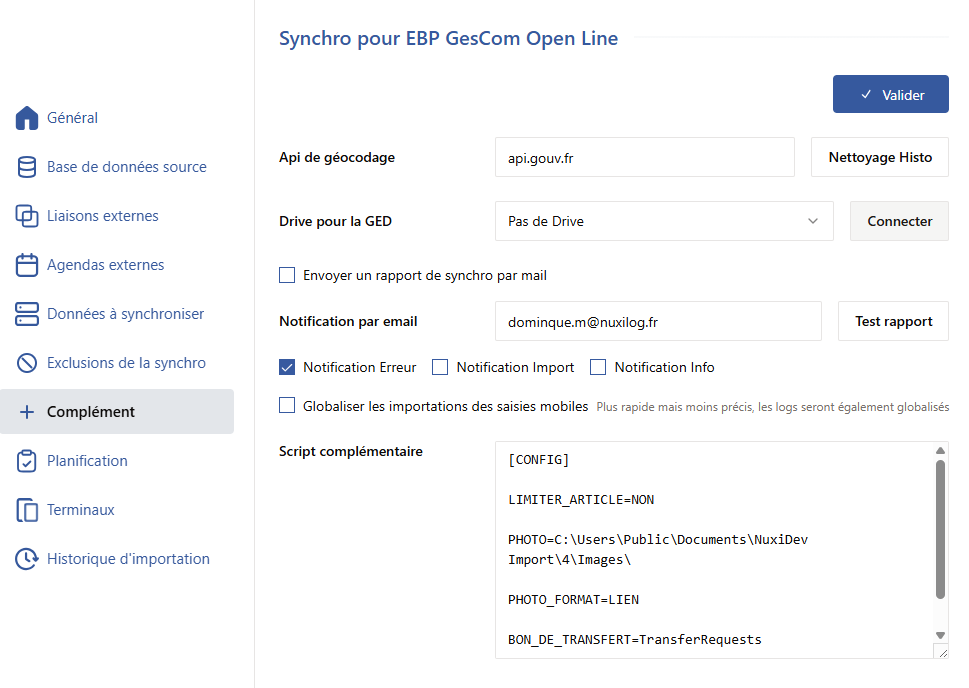 Synchro pour EBP GesCom Open Line
Valider
Général
Base de données source
Liaisons externes
Agendas externes
Données à synchroniser
Exclusions de la synchro
Complément
Planification
Terminaux
Historique d'importation
Api de géocodage
api.gouv.fr
Nettoyage Histo
Drive pour la GED
Pas de Drive
Connecter
Envoyer un rapport de synchro par mail
Notification par email
dominque.m@nuxilog.fr
Test rapport
Notification Erreur
Notification Import
Notification Info
Globaliser les importations des saisies mobiles
Plus rapide mais moins précis, les logs seront également globalisés
Script complémentaire
[CONFIG]
LIMITER_ARTICLE=NON
PHOTO=C:\Users\Public\Documents\NuxiDev
Import\4\Images\
PHOTO_FORMAT=LIEN
BON_DE_TRANSFERT=TransferRequests